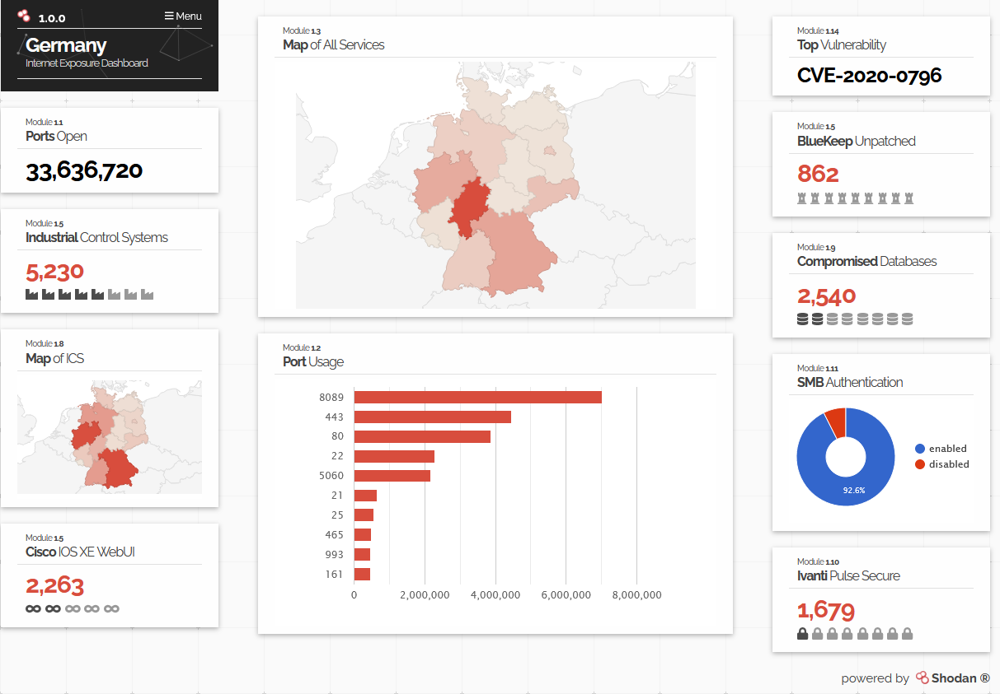 1.0.0
Menu
Germany
Internet Exposure Dashboard
Module 1.1
Ports Open
33,636,720
Module 1.5
Industrial Control Systems
5,230
Module 1.8
Map of ICS
Module 1.5
Cisco IOS XE WebUI
2,263
Module 1.3
Map of All Services
Module 1.2
Port Usage
8089
443
80
22
5060
21
25
465
993
161
0 2,000,000 4,000,000 6,000,000 8,000,000
Module 1.14
Top Vulnerability
CVE-2020-0796
Module 1.5
BlueKeep Unpatched
862
Module 1.9
Compromised Databases
2,540
Module 1.11
SMB Authentication
enabled
disabled
92.6%
Module 1.10
Ivanti Pulse Secure
1,679
powered by Shodan ®